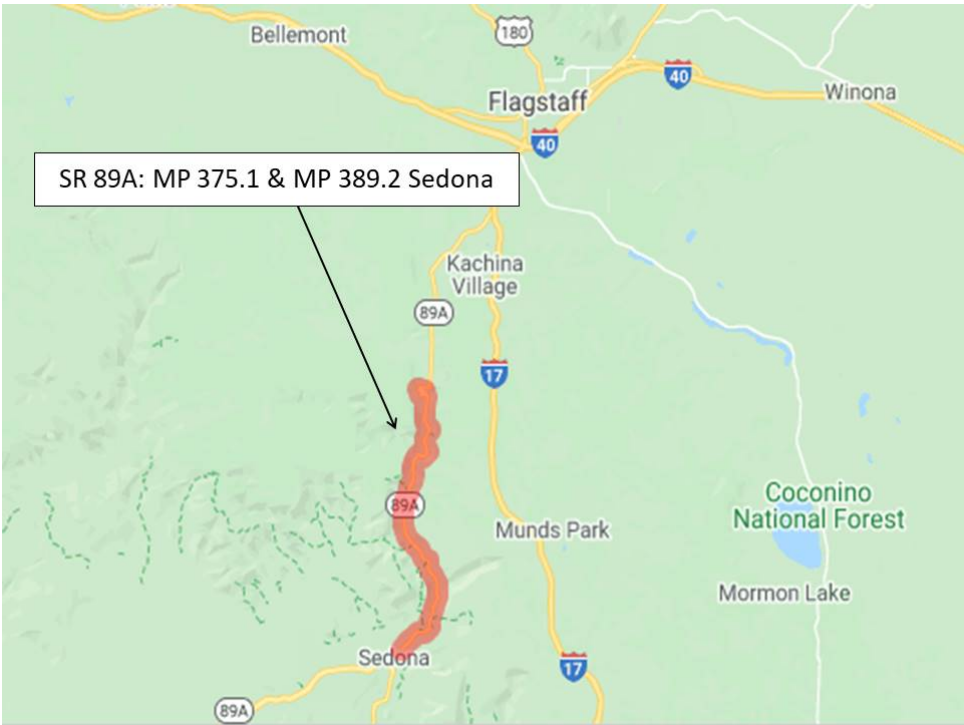 Bellemont
180
40
Winona
Flagstaff
40
SR 89A: MP 375.1 & MP 389.2 Sedona
Kachina
Village
89A
17
89A
Coconino
National Forest
Munds Park
Mormon Lake
Sedona
17
89A